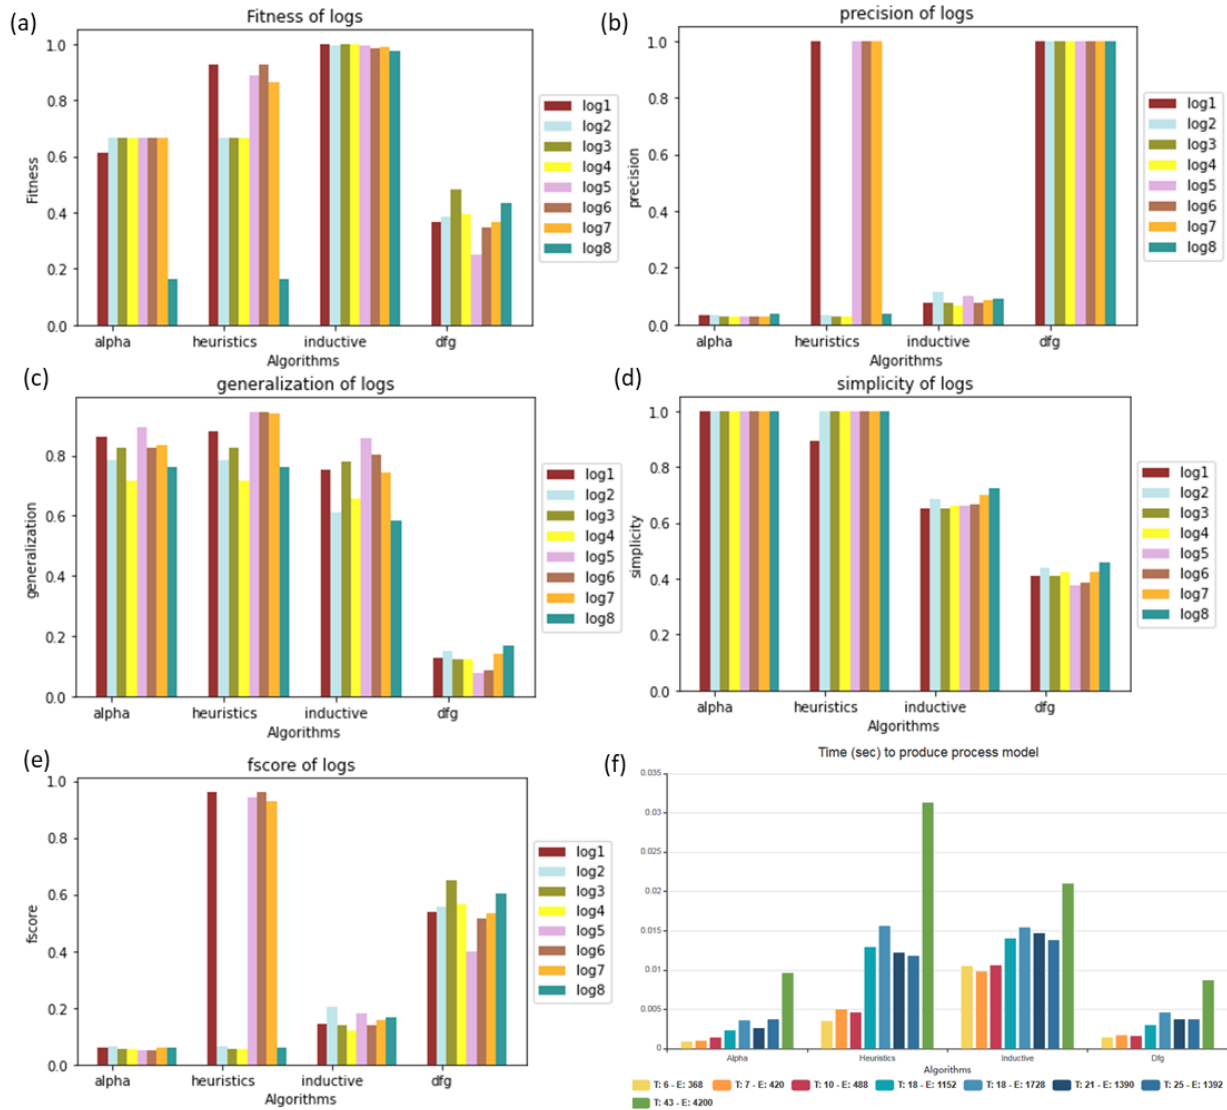 (a)
Fitness of logs
1.0
0.8
0.6
0.4
0.2
0.0
Fitness
alpha
heuristics
inductive
dfg
Algorithms
log1
log2
log3
log4
log5
log6
log7
log8
(b)
precision of logs
1.0
0.8
0.6
0.4
0.2
0.0
precision
alpha
heuristics
inductive
dfg
Algorithms
log1
log2
log3
log4
log5
log6
log7
log8
(c)
generalization of logs
0.8
0.6
0.4
0.2
0.0
generalization
alpha
heuristics
inductive
dfg
Algorithms
log1
log2
log3
log4
log5
log6
log7
log8
(d)
simplicity of logs
1.0
0.8
0.6
0.4
0.2
0.0
simplicity
alpha
heuristics
inductive
dfg
Algorithms
log1
log2
log3
log4
log5
log6
log7
log8
(e)
fscore of logs
1.0
0.8
0.6
0.4
0.2
0.0
fscore
alpha
heuristics
inductive
dfg
Algorithms
log1
log2
log3
log4
log5
log6
log7
log8
(f)
Time (sec) to produce process model
0.035
0.03
0.025
0.02
0.015
0.01
0.005
0
Alpha
Heuristics
Inductive
Dfg
Algorithms
T: 6 - E: 368
T: 7 - E: 420
T: 10 - E: 488
T: 18 - E: 1152
T: 18 - E: 1728
T: 21 - E: 1390
T: 25 - E: 1392
T: 43 - E: 4200